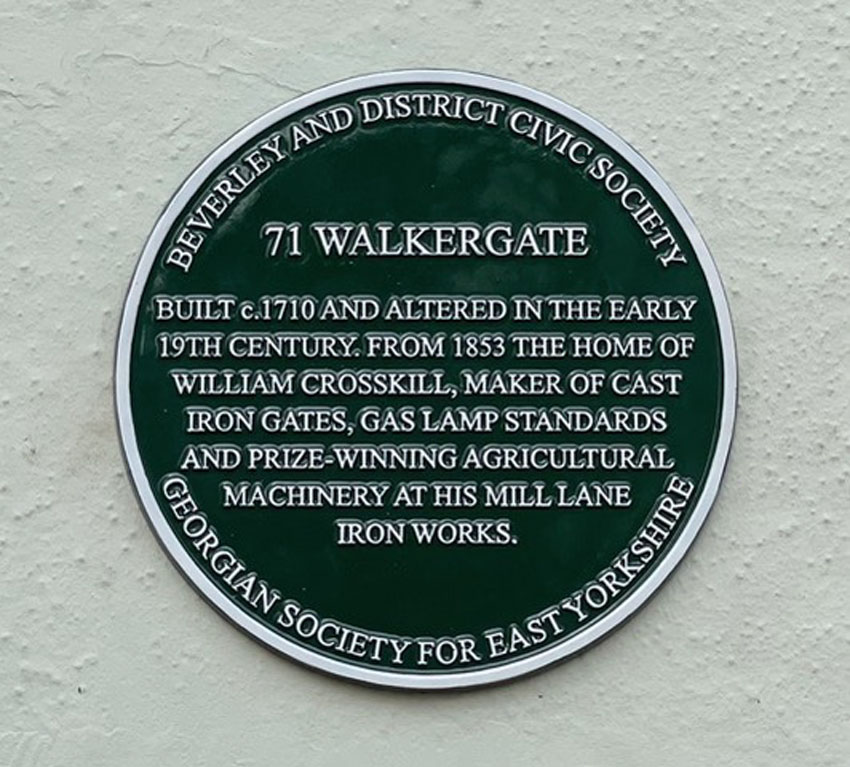 BEVERLEY AND DISTRICT CIVIC SOCIETY
71 WALKERGATE
BUILT c.1710 AND ALTERED IN THE EARLY
19TH CENTURY. FROM 1853 THE HOME OF
WILLIAM CROSSKILL, MAKER OF CAST
IRON GATES, GAS LAMP STANDARDS
AND PRIZE-WINNING AGRICULTURAL
MACHINERY AT HIS MILL LANE
IRON WORKS.
GEORGIAN SOCIETY FOR EAST YORKSHIRE